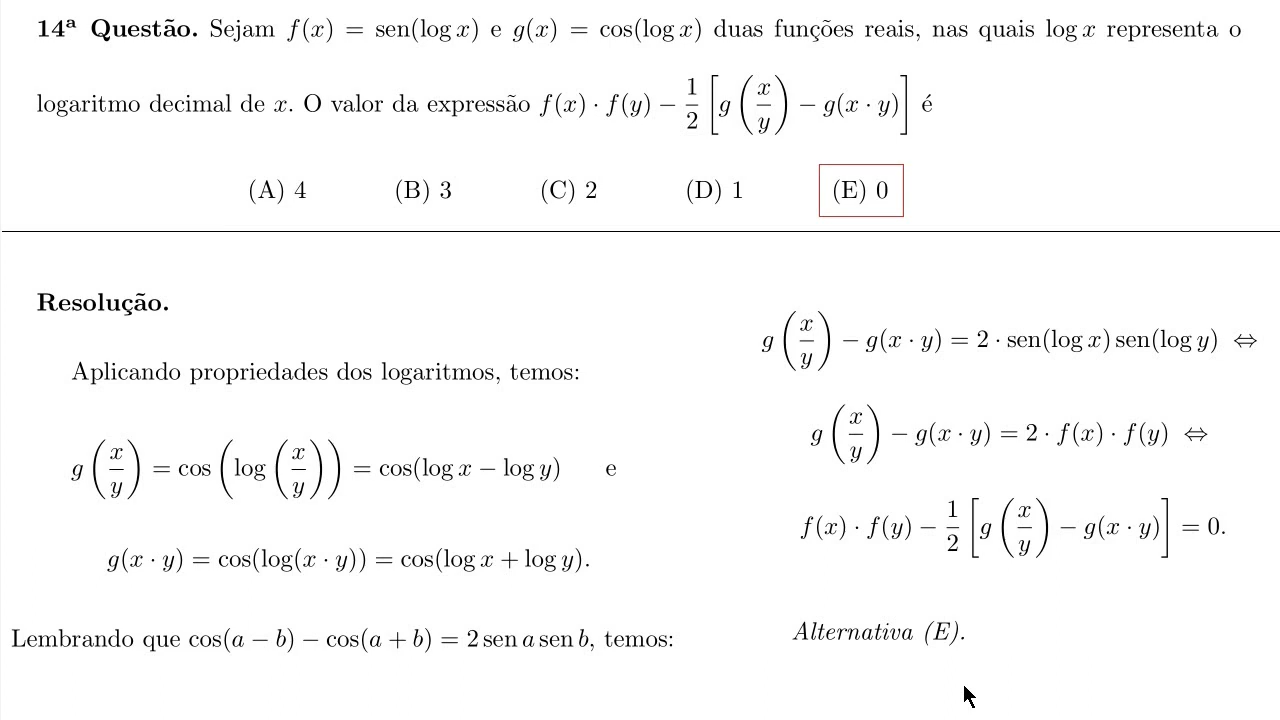 14ª Questão. Sejam f(x) = sen(log x) e g(x) = cos(log x) duas funções reais, nas quais log x representa o
logaritmo decimal de x. O valor da expressão f(x) · f(y) − 1/2 [g(x/y) − g(x · y)] é
(A) 4 (B) 3 (C) 2 (D) 1 (E) 0
Resolução.
Aplicando propriedades dos logaritmos, temos:
g(x/y) = cos(log(x/y)) = cos(log x − log y) e
g(x · y) = cos(log(x · y)) = cos(log x + log y).
Lembrando que cos(a − b) − cos(a + b) = 2 sen a sen b, temos:
g(x/y) − g(x · y) = 2 · sen(log x) sen(log y) ⇔
g(x/y) − g(x · y) = 2 · f(x) · f(y) ⇔
f(x) · f(y) − 1/2 [g(x/y) − g(x · y)] = 0.
Alternativa (E).